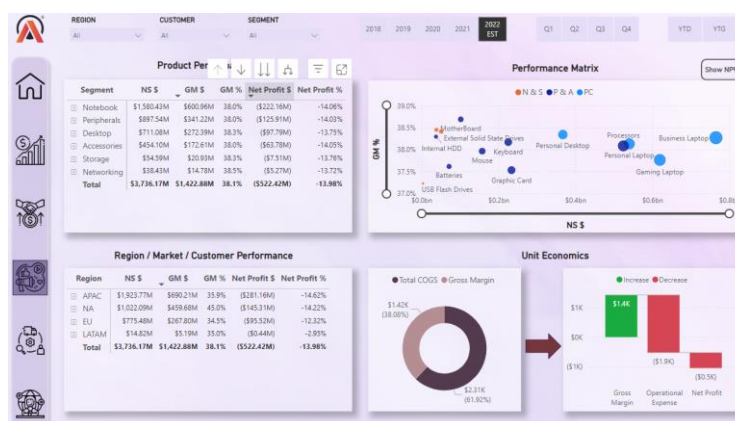 REGION CUSTOMER SEGMENT
All All All
2018 2019 2020 2021 2022 EST Q1 Q2 Q3 Q4 YTD YTG
Product Per
Segment NS $ GM $ GM % Net Profit $ Net Profit %
Notebook $1,580.43M $600.96M 38.0% ($222.16M) -14.06%
Peripherals $897.54M $341.22M 38.0% ($125.91M) -14.03%
Desktop $711.08M $272.39M 38.3% ($97.79M) -13.75%
Accessories $454.10M $172.61M 38.0% ($63.78M) -14.05%
Storage $54.59M $20.93M 38.3% ($7.51M) -13.76%
Networking $38.43M $14.78M 38.5% ($5.27M) -13.72%
Total $3,736.17M $1,422.88M 38.1% ($522.42M) -13.98%
Performance Matrix
Show NP
N & S P & A PC
GM %
39.0%
38.5%
38.0%
37.5%
37.0%
MotherBoard
External Solid State Drives
Internal HDD
Mouse
Keyboard
Personal Desktop
Processors
Business Laptop
Personal Laptop
Gaming Laptop
Batteries
Graphic Card
USB Flash Drives
$0.0bn $0.2bn $0.4bn $0.6bn $0.8b
NS $
Region / Market / Customer Performance
Region NS $ GM $ GM % Net Profit $ Net Profit %
APAC $1,923.77M $690.21M 35.9% ($281.16M) -14.62%
NA $1,022.09M $459.68M 45.0% ($145.31M) -14.22%
EU $775.48M $267.80M 34.5% ($95.52M) -12.32%
LATAM $14.82M $5.19M 35.0% ($0.44M) -2.95%
Total $3,736.17M $1,422.88M 38.1% ($522.42M) -13.98%
Unit Economics
Total COGS Gross Margin
$1.42K
(38.08%)
$2.31K
(61.92%)
Increase Decrease
$1K
$0K
($1K)
$1.4K
($1.9K)
($0.5K)
Gross Margin
Operational Expense
Net Profit